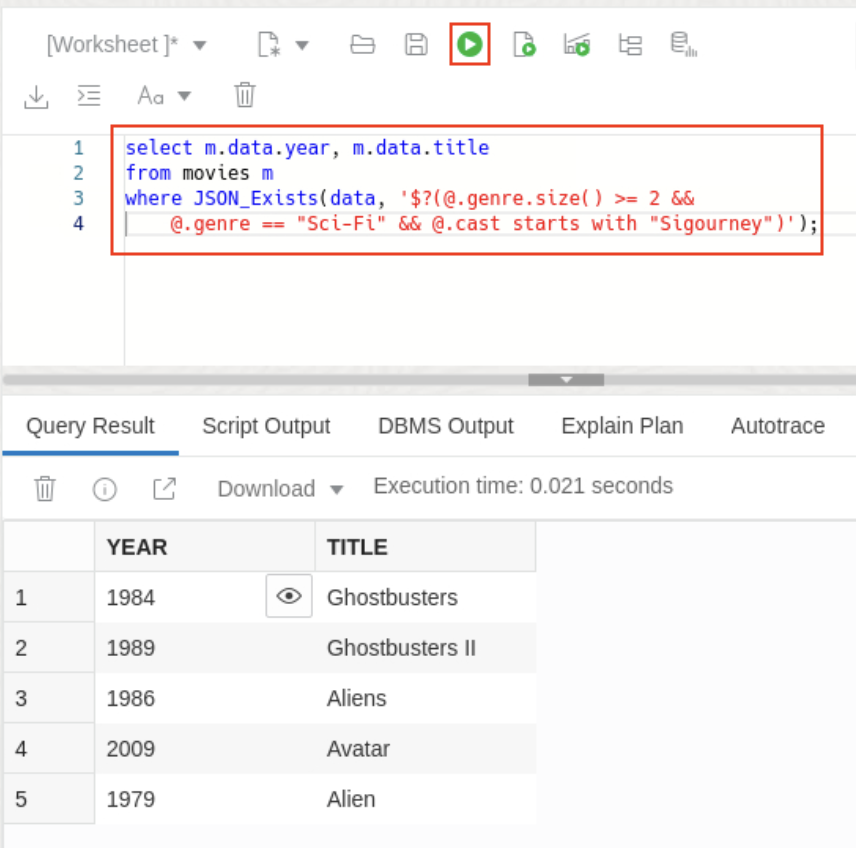 [Worksheet ]*
Aa
1 select m.data.year, m.data.title
2 from movies m
3 where JSON_Exists(data, '$?(@.genre.size() >= 2 &&
4 @.genre == "Sci-Fi" && @.cast starts with "Sigourney")');
Query Result Script Output DBMS Output Explain Plan Autotrace
Download Execution time: 0.021 seconds
YEAR TITLE
1 1984 Ghostbusters
2 1989 Ghostbusters II
3 1986 Aliens
4 2009 Avatar
5 1979 Alien